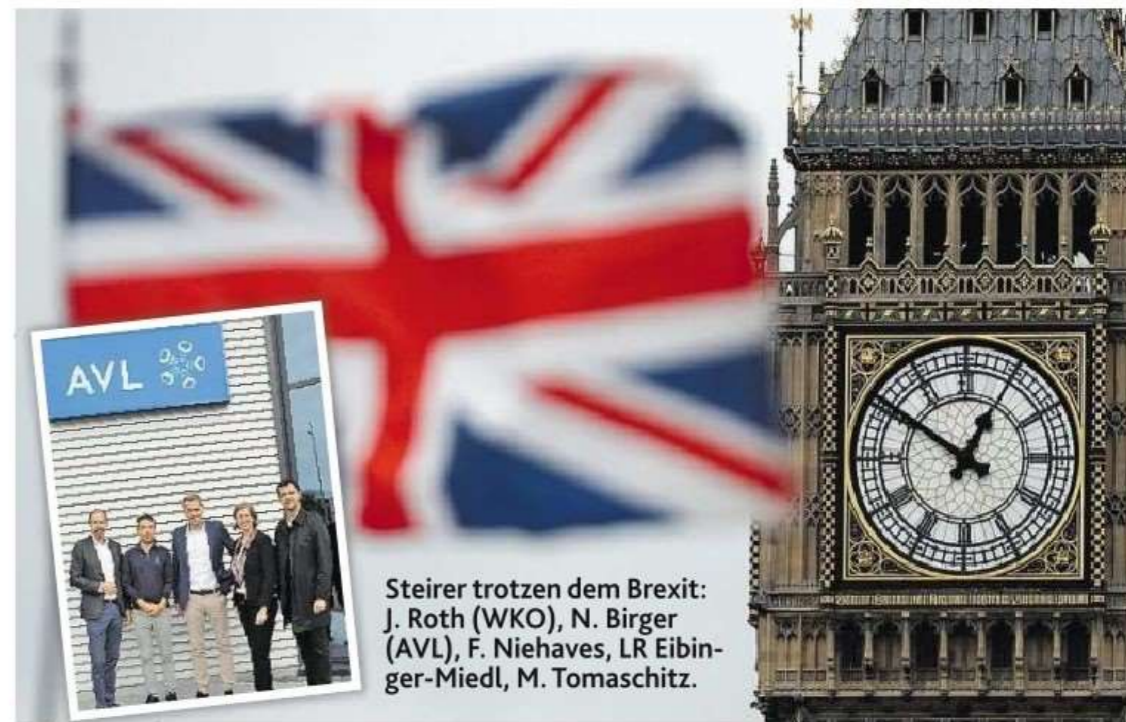 AVL
Steirer trotzen dem Brexit:
J. Roth (WKO), N. Birger
(AVL), F. Niehaves, LR Eibin-
ger-Miedl, M. Tomaschitz.